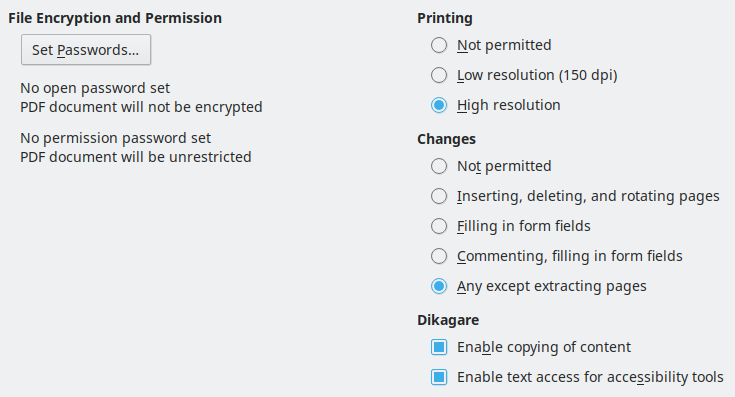 File Encryption and Permission
Set Passwords...
No open password set
PDF document will not be encrypted
No permission password set
PDF document will be unrestricted
Printing
Not permitted
Low resolution (150 dpi)
High resolution
Changes
Not permitted
Inserting, deleting, and rotating pages
Filling in form fields
Commenting, filling in form fields
Any except extracting pages
Dikagare
Enable copying of content
Enable text access for accessibility tools